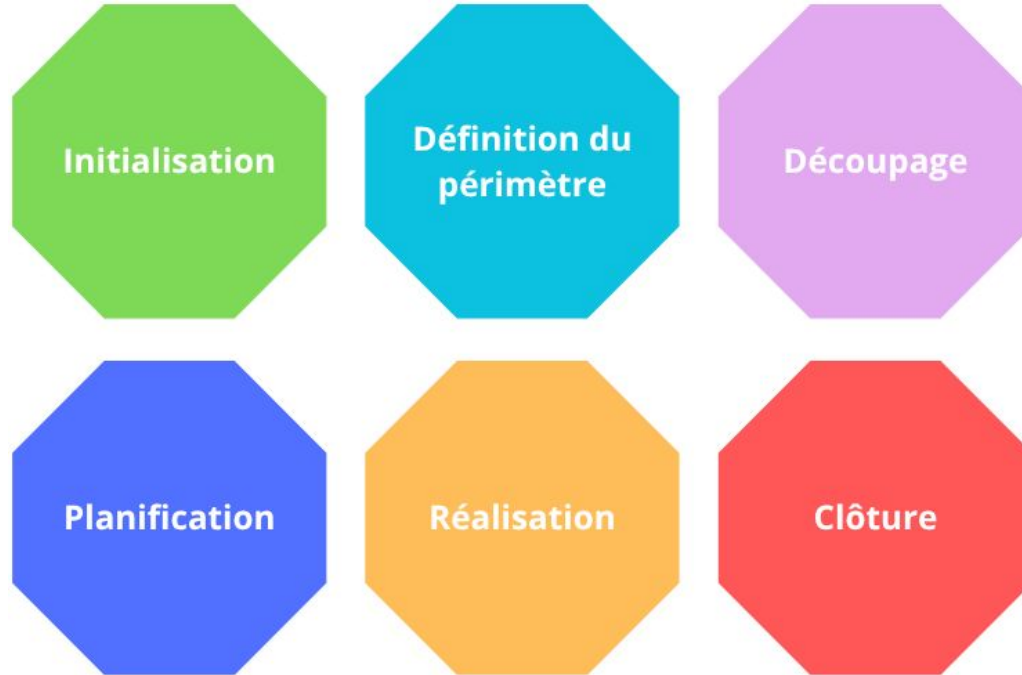 Initialisation
Définition du
périmètre
Découpage
Planification
Réalisation
Clôture